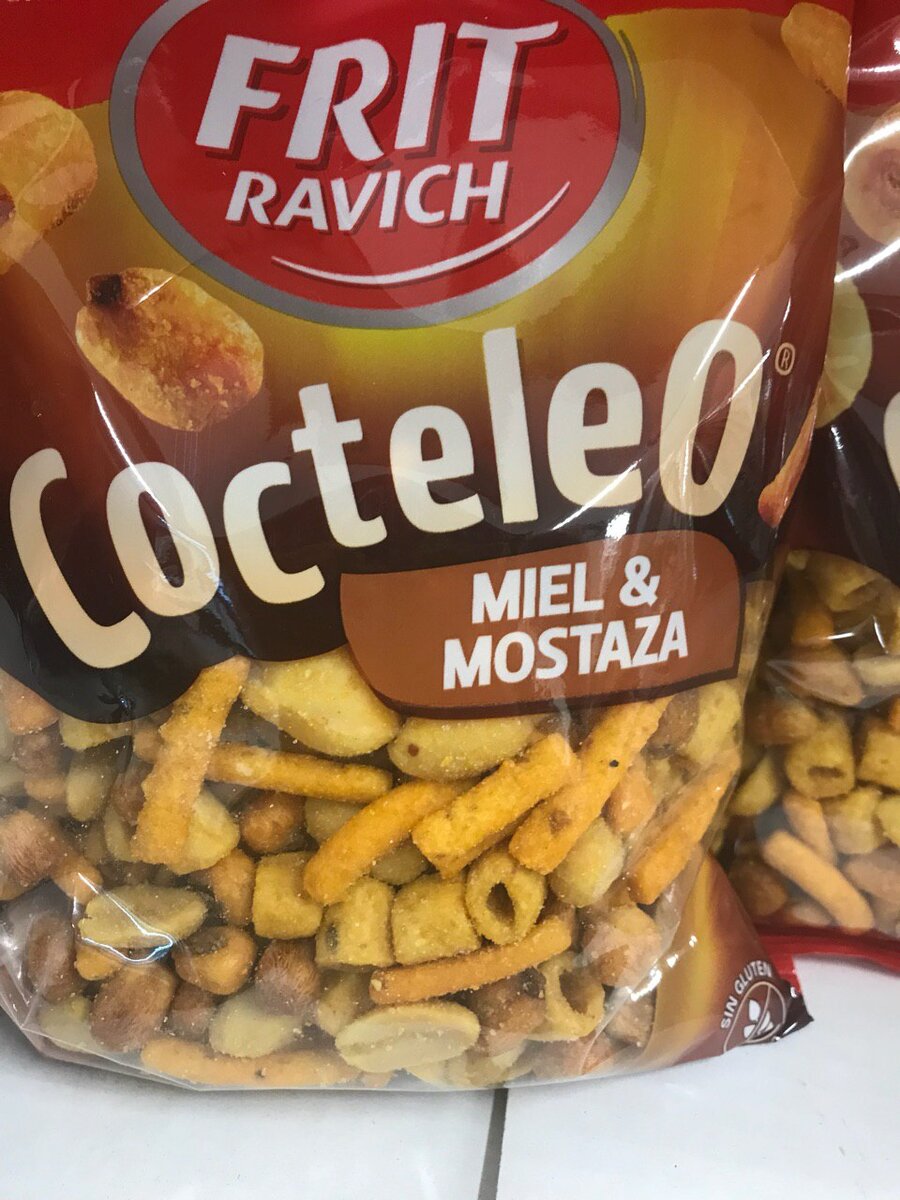 FRIT
RAVICH
Cocteleo®
MIEL &
MOSTAZA
SIN GLUTEN